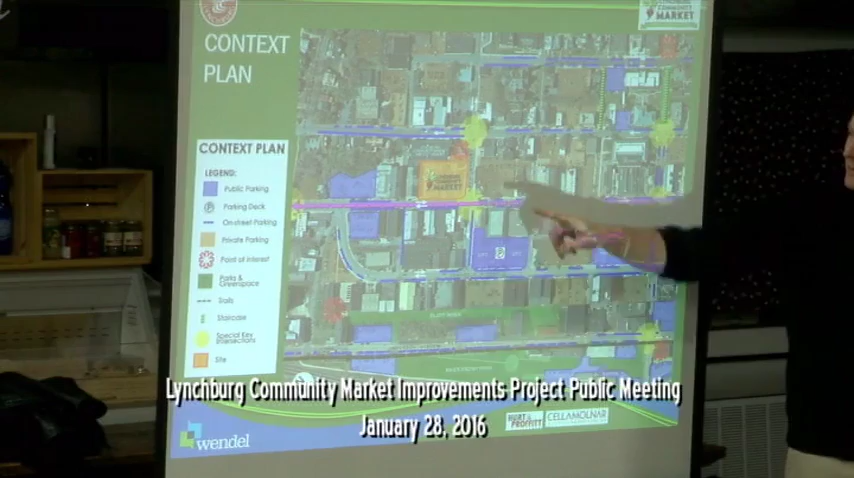 COMMUNITY
MARKET
CONTEXT
PLAN
CONTEXT PLAN
LEGEND:
Public Parking
Parking Deck
On-street Parking
Private Parking
Point of Interest
Parks &
Greenspace
Trails
Staircase
Special Key
Intersections
Site
COMMUNITY
MARKET
Lynchburg Community Market Improvements Project Public Meeting
January 28, 2016
wendel
HURT &
PROFFITT
CELLAMOLNAR